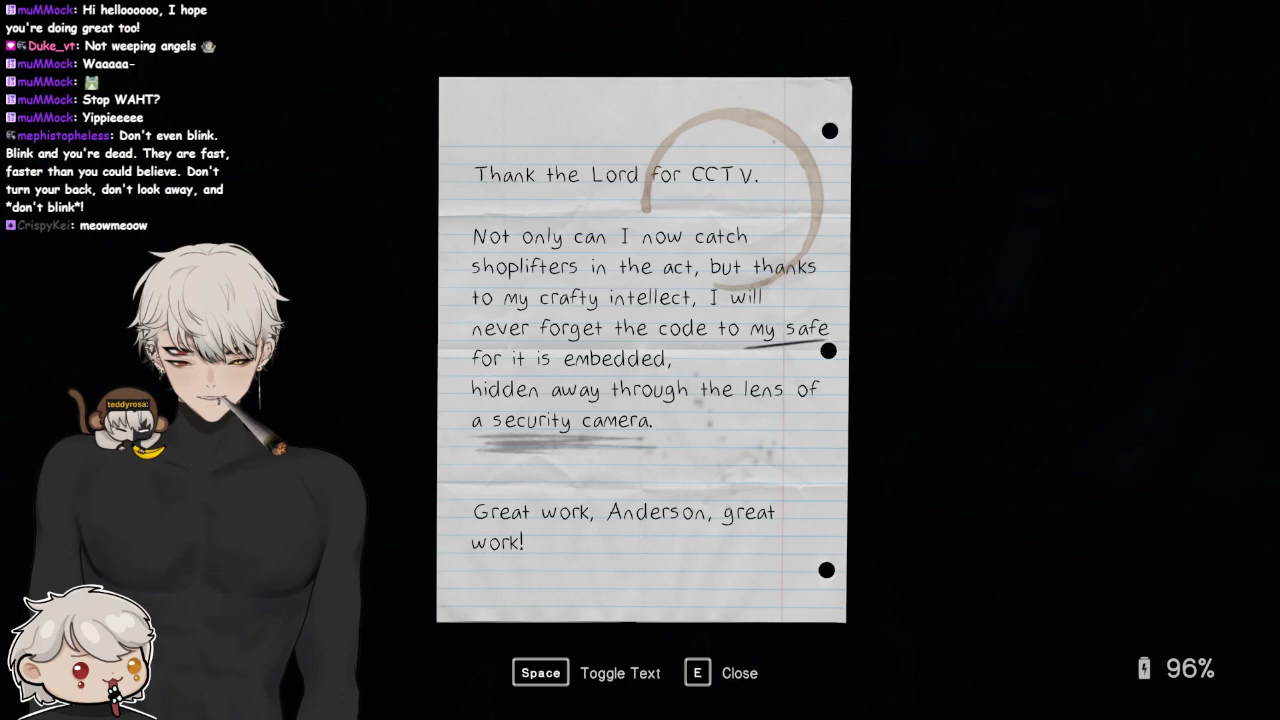 muMMock: Hi helloooooo, I hope
you're doing great too!
Duke_vt: Not weeping angels
muMMock: Waaaaa-
muMMock:
muMMock: Stop WAHT?
muMMock: Yippieeeee
mephistopheless: Don't even blink.
Blink and you're dead. They are fast,
faster than you could believe. Don't
turn your back, don't look away, and
*don't blink*!
CrispyKei: meowmeoow
teddyrosa:
Thank the Lord for CCTV.
Not only can I now catch
shoplifters in the act, but thanks
to my crafty intellect, I will
never forget the code to my safe
for it is embedded,
hidden away through the lens of
a security camera.
Great work, Anderson, great
work!
Space Toggle Text E Close
96%